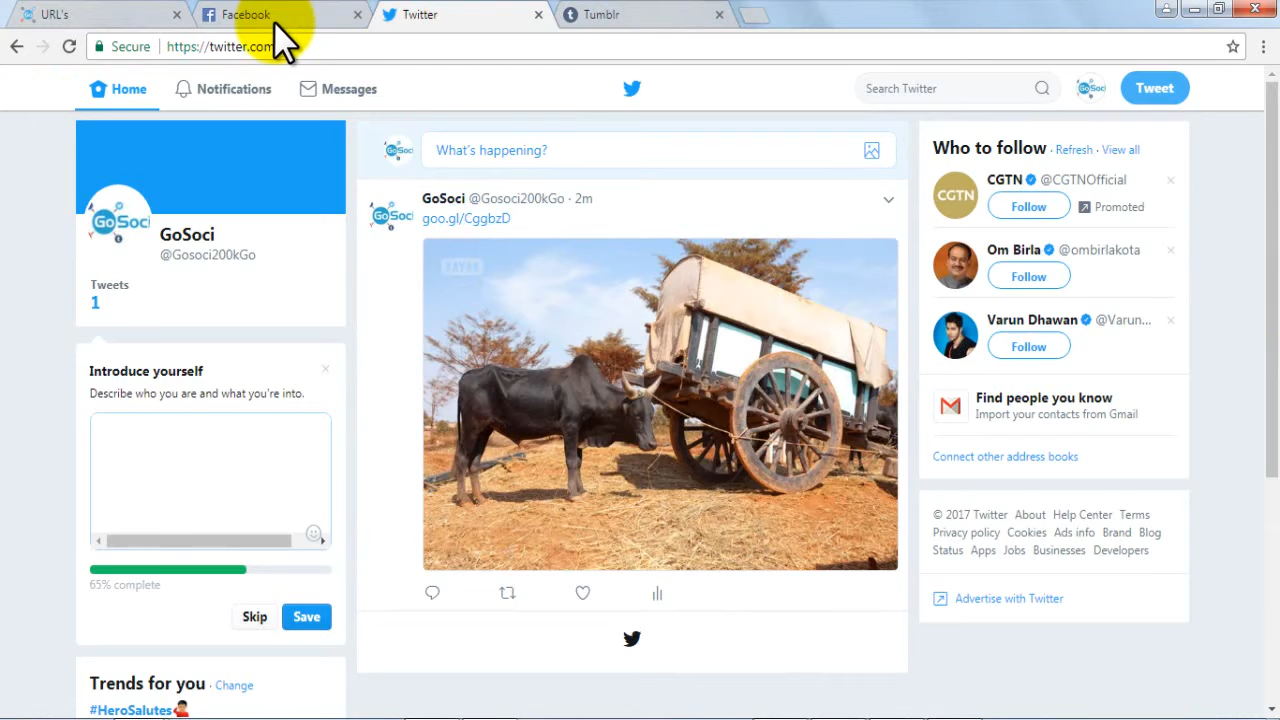 URL's
Facebook
Twitter
Tumblr
Secure
https://twitter.com
Home
Notifications
Messages
Search Twitter
GoSoci
Tweet
GoSoci
GoSoci
@Gosoci200kGo
Tweets
1
Introduce yourself
Describe who you are and what you're into.
65% complete
Skip
Save
Trends for you · Change
#HeroSalutes
GoSoci
What's happening?
GoSoci
GoSoci @Gosoci200kGo · 2m
goo.gl/CggbzD
Who to follow · Refresh · View all
CGTN
CGTN @CGTNOfficial
Follow
Promoted
Om Birla @ombirlakota
Follow
Varun Dhawan @Varun...
Follow
Find people you know
Import your contacts from Gmail
Connect other address books
© 2017 Twitter About Help Center Terms
Privacy policy Cookies Ads info Brand Blog
Status Apps Jobs Businesses Developers
Advertise with Twitter